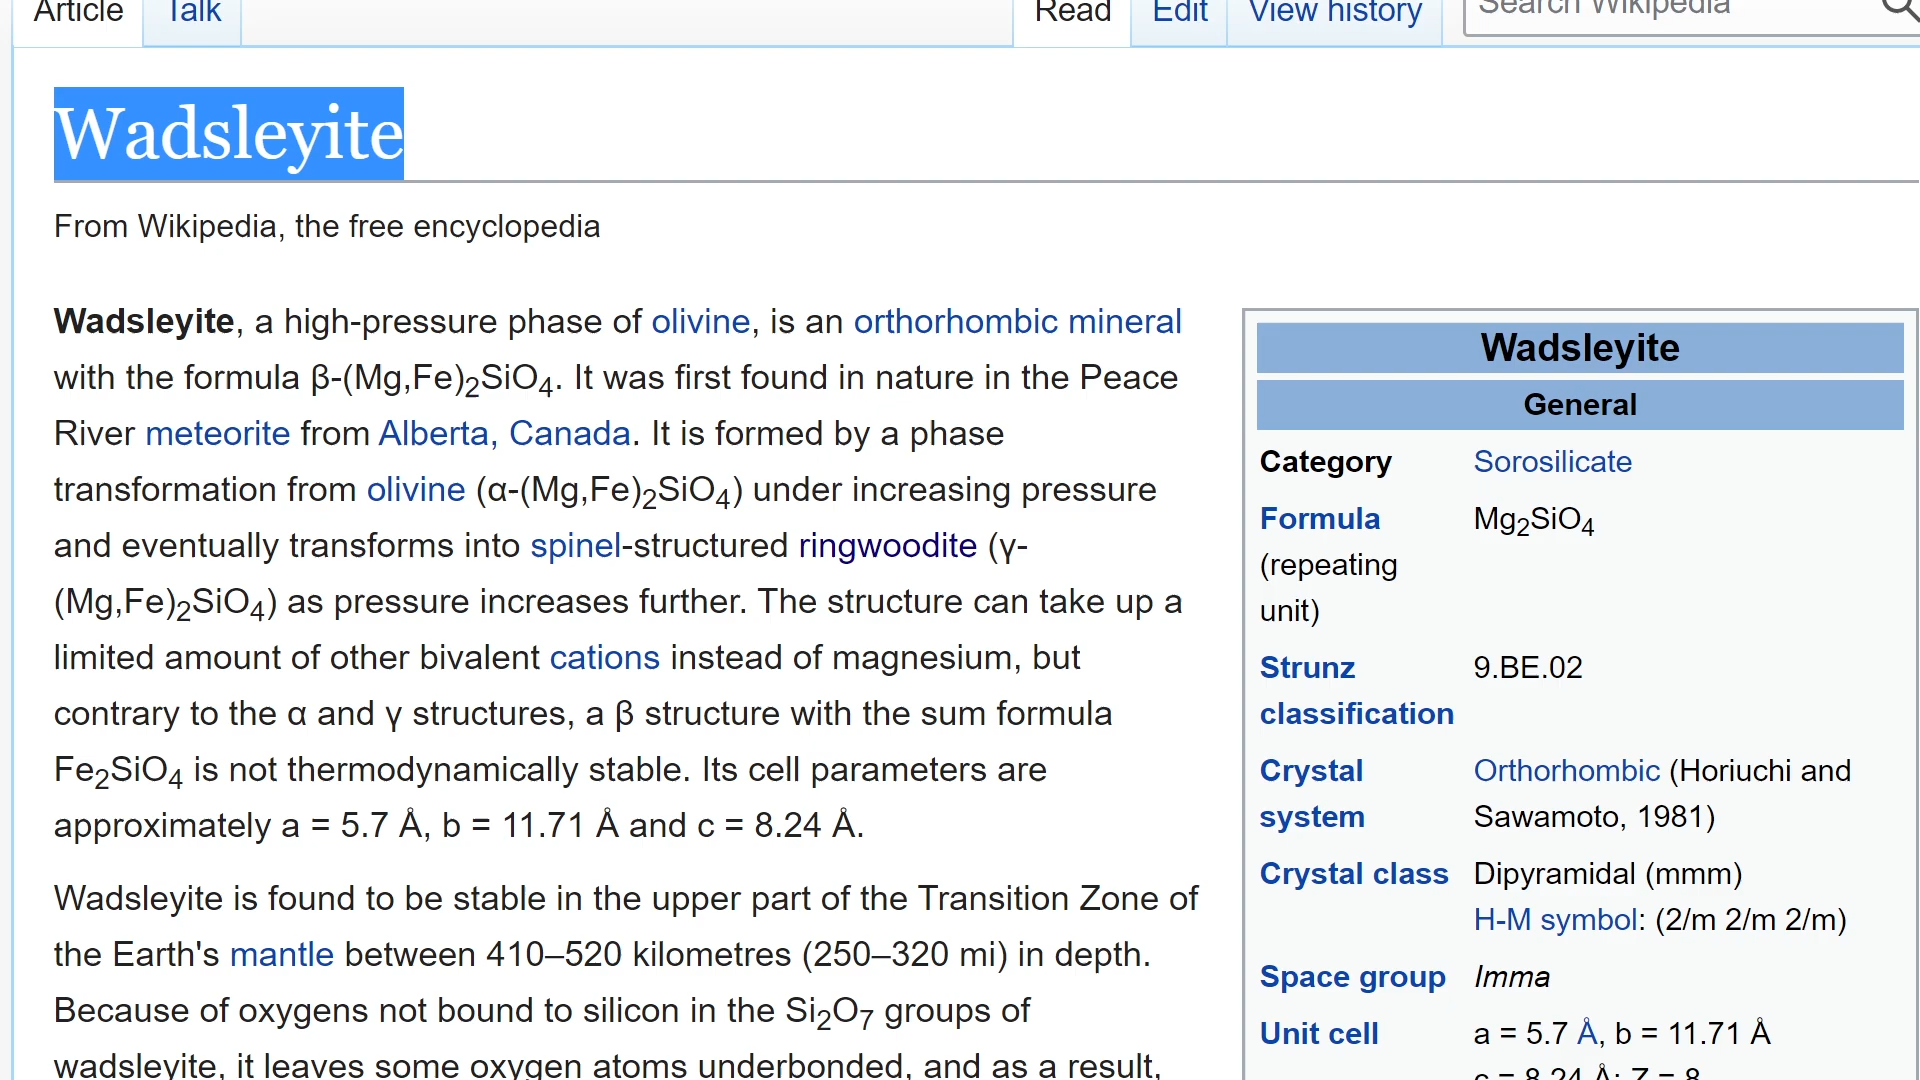 Article Talk Read Edit View history Search Wikipedia
Wadsleyite
From Wikipedia, the free encyclopedia
Wadsleyite, a high-pressure phase of olivine, is an orthorhombic mineral
with the formula β-(Mg,Fe)₂SiO₄. It was first found in nature in the Peace
River meteorite from Alberta, Canada. It is formed by a phase
transformation from olivine (α-(Mg,Fe)₂SiO₄) under increasing pressure
and eventually transforms into spinel-structured ringwoodite (γ-
(Mg,Fe)₂SiO₄) as pressure increases further. The structure can take up a
limited amount of other bivalent cations instead of magnesium, but
contrary to the α and γ structures, a β structure with the sum formula
Fe₂SiO₄ is not thermodynamically stable. Its cell parameters are
approximately a = 5.7 Å, b = 11.71 Å and c = 8.24 Å.
Wadsleyite is found to be stable in the upper part of the Transition Zone of
the Earth's mantle between 410–520 kilometres (250–320 mi) in depth.
Because of oxygens not bound to silicon in the Si₂O₇ groups of
wadsleyite, it leaves some oxygen atoms underbonded, and as a result,
Wadsleyite
General
Category Sorosilicate
Formula Mg₂SiO₄
(repeating
unit)
Strunz 9.BE.02
classification
Crystal Orthorhombic (Horiuchi and
system Sawamoto, 1981)
Crystal class Dipyramidal (mmm)
H-M symbol: (2/m 2/m 2/m)
Space group Imma
Unit cell a = 5.7 Å, b = 11.71 Å
c = 8.24 Å; Z = 8